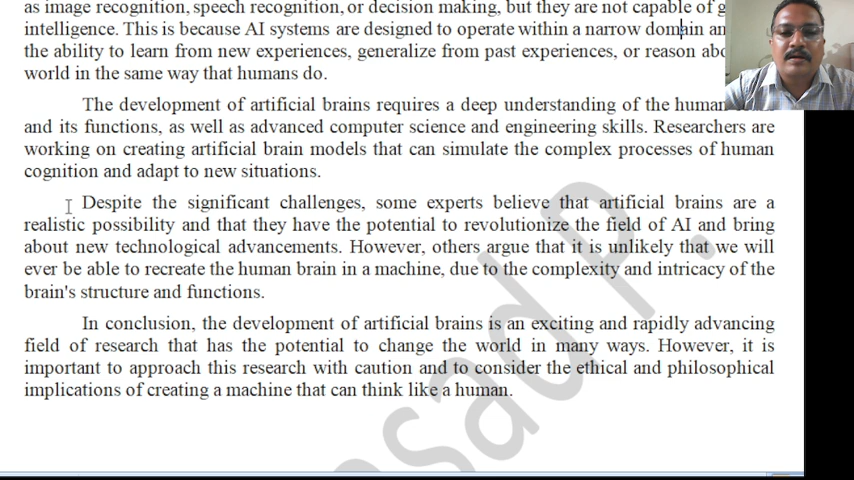 as image recognition, speech recognition, or decision making, but they are not capable of
intelligence. This is because AI systems are designed to operate within a narrow domain
the ability to learn from new experiences, generalize from past experiences, or reason
world in the same way that humans do.
The development of artificial brains requires a deep understanding of the human
and its functions, as well as advanced computer science and engineering skills. Researchers are
working on creating artificial brain models that can simulate the complex processes of human
cognition and adapt to new situations.
Despite the significant challenges, some experts believe that artificial brains are a
realistic possibility and that they have the potential to revolutionize the field of AI and bring
about new technological advancements. However, others argue that it is unlikely that we will
ever be able to recreate the human brain in a machine, due to the complexity and intricacy of the
brain's structure and functions.
In conclusion, the development of artificial brains is an exciting and rapidly advancing
field of research that has the potential to change the world in many ways. However, it is
important to approach this research with caution and to consider the ethical and philosophical
implications of creating a machine that can think like a human.